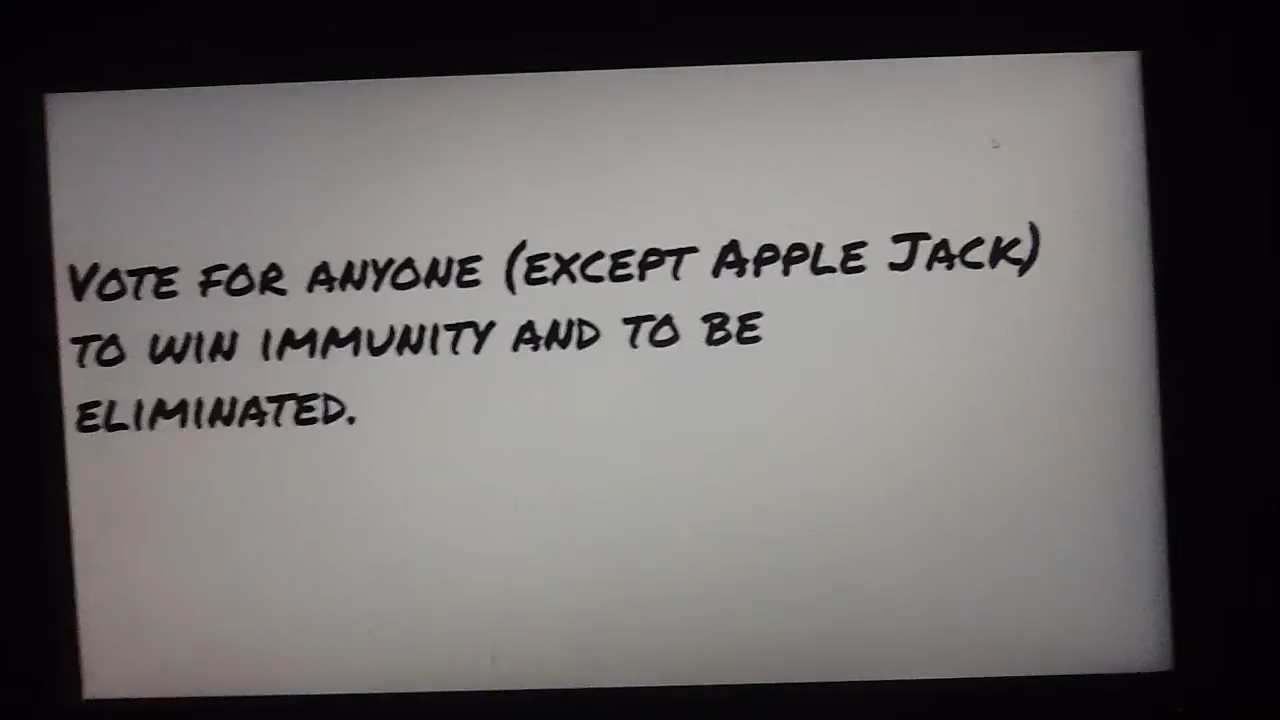 Vote for anyone (except Apple Jack)
to win immunity and to be
eliminated.